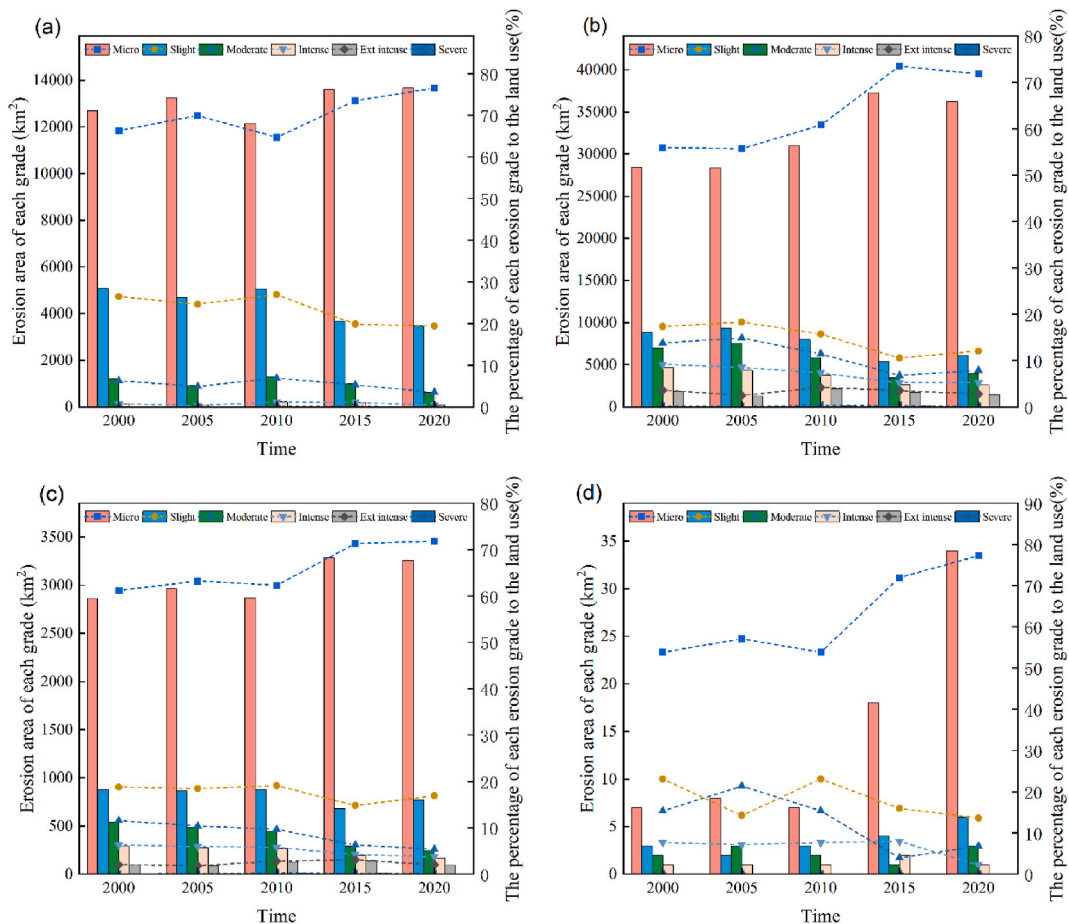 (a)
Micro Slight Moderate Intense Ext intense Severe
Erosion area of each grade (km²)
14000
12000
10000
8000
6000
4000
2000
0
The percentage of each erosion grade to the land use(%)
80
70
60
50
40
30
20
10
0
2000 2005 2010 2015 2020
Time
(b)
Micro Slight Moderate Intense Ext intense Severe
Erosion area of each grade (km²)
40000
35000
30000
25000
20000
15000
10000
5000
0
The percentage of each erosion grade to the land use(%)
80
70
60
50
40
30
20
10
0
2000 2005 2010 2015 2020
Time
(c)
Micro Slight Moderate Intense Ext intense Severe
Erosion area of each grade (km²)
3500
3000
2500
2000
1500
1000
500
0
The percentage of each erosion grade to the land use(%)
80
70
60
50
40
30
20
10
0
2000 2005 2010 2015 2020
Time
(d)
Micro Slight Moderate Intense Ext intense Severe
Erosion area of each grade (km²)
35
30
25
20
15
10
5
0
The percentage of each erosion grade to the land use(%)
90
80
70
60
50
40
30
20
10
0
2000 2005 2010 2015 2020
Time